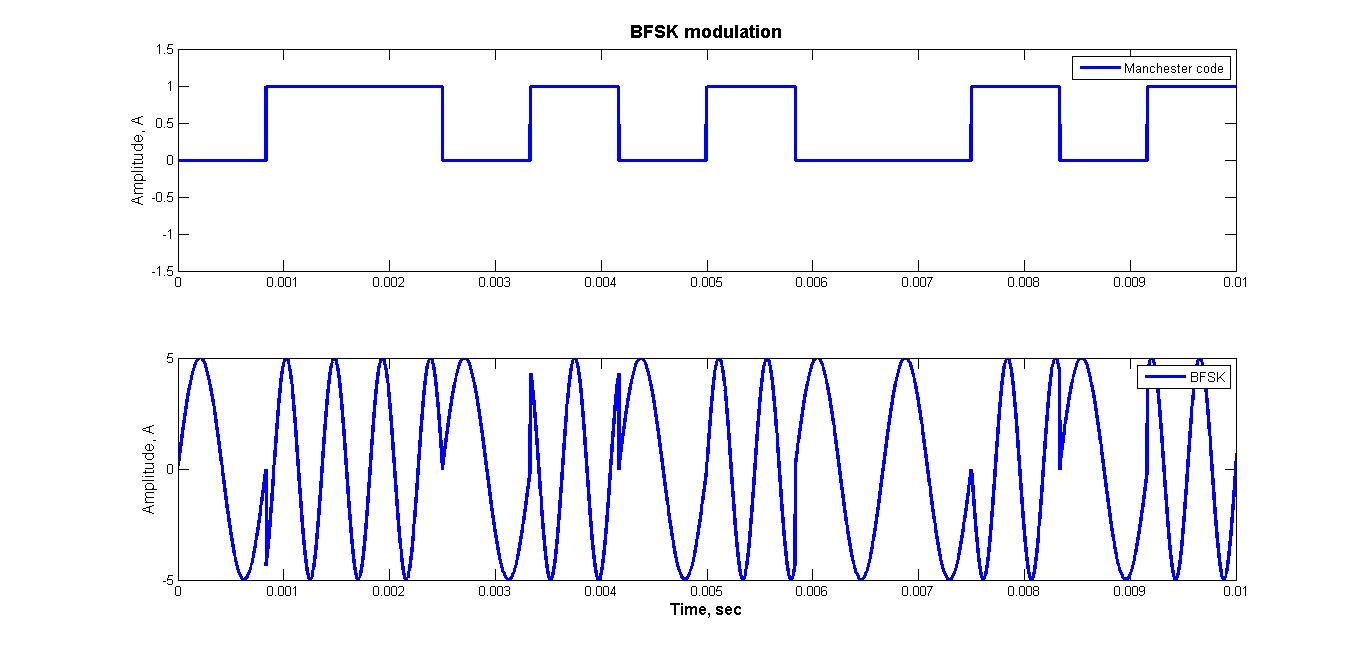 BFSK modulation
1.5
1
0.5
0
-0.5
-1
-1.5
Amplitude, A
Manchester code
0 0.001 0.002 0.003 0.004 0.005 0.006 0.007 0.008 0.009 0.01
5
0
-5
Amplitude, A
BFSK
0 0.001 0.002 0.003 0.004 0.005 0.006 0.007 0.008 0.009 0.01
Time, sec